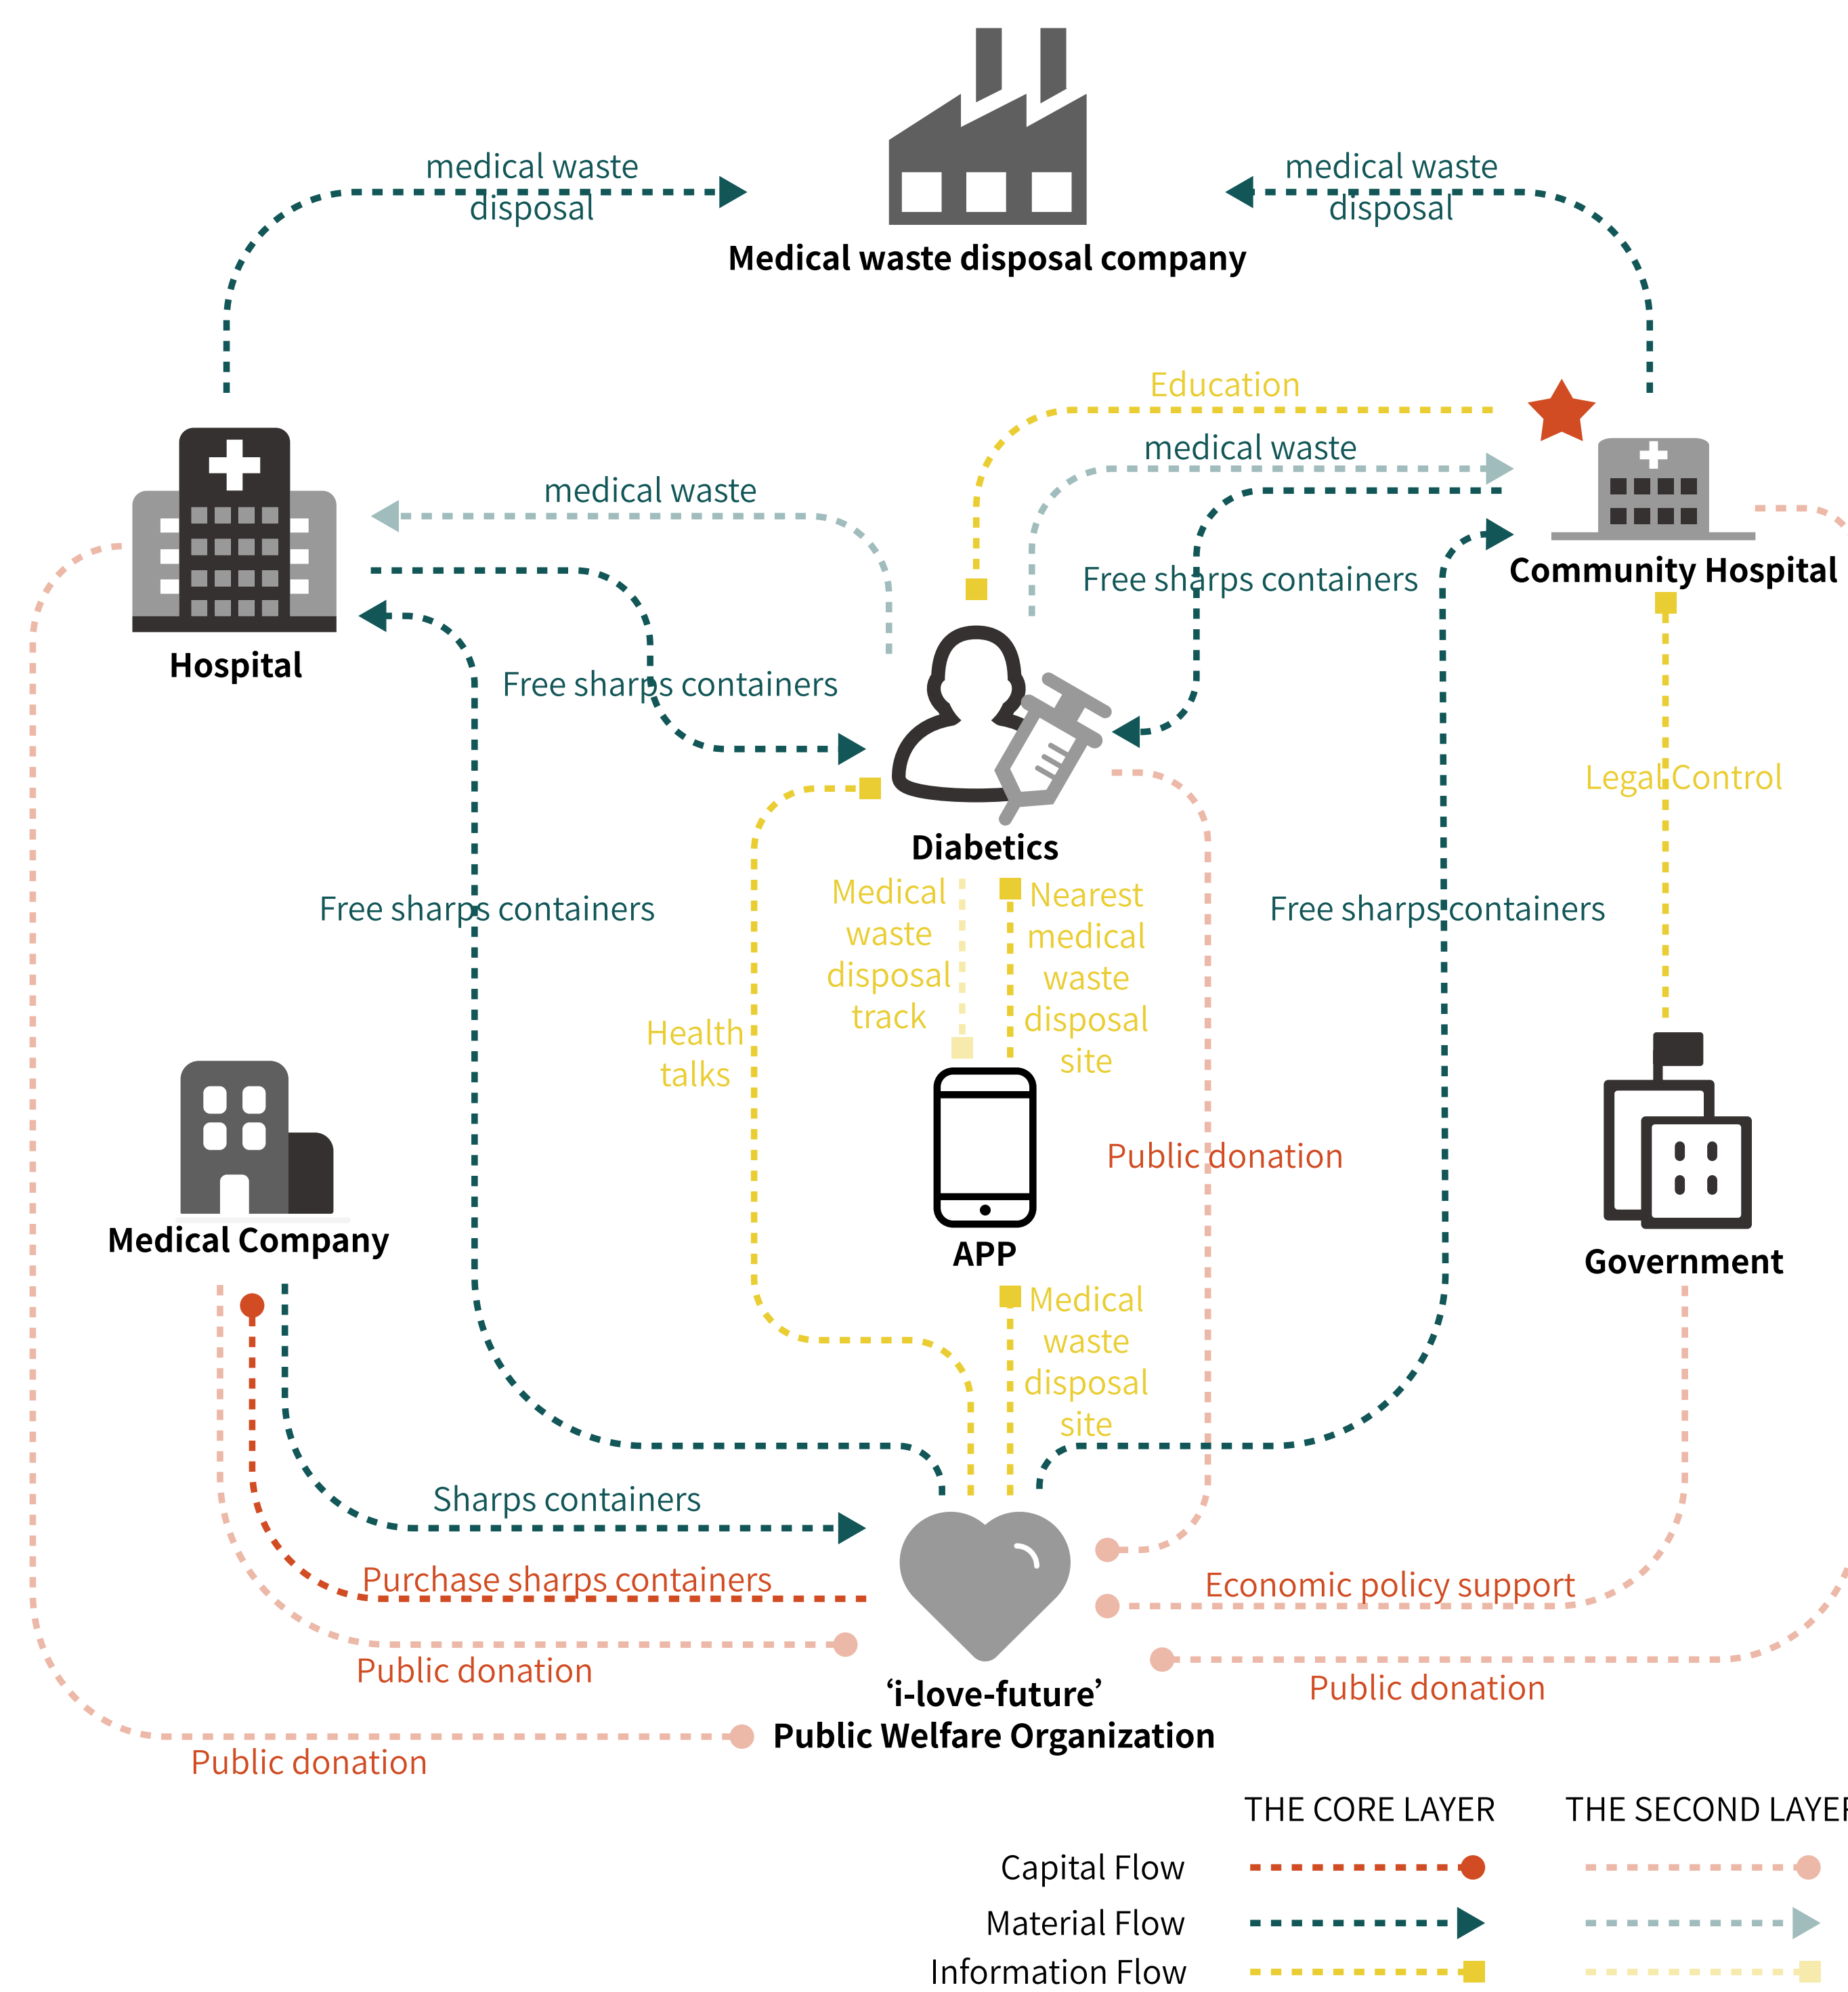 medical waste
disposal
medical waste
disposal
Medical waste disposal company
Education
medical waste
medical waste
Free sharps containers
Community Hospital
Hospital
Free sharps containers
Legal Control
Diabetics
Medical
waste
disposal
track
Nearest
medical
waste
disposal
site
Free sharps containers
Free sharps containers
Health
talks
Public donation
Medical Company
APP
Government
Medical
waste
disposal
site
Sharps containers
Purchase sharps containers
Economic policy support
Public donation
Public donation
‘i-love-future’
Public Welfare Organization
Public donation
THE CORE LAYER
THE SECOND LAYER
Capital Flow
Material Flow
Information Flow